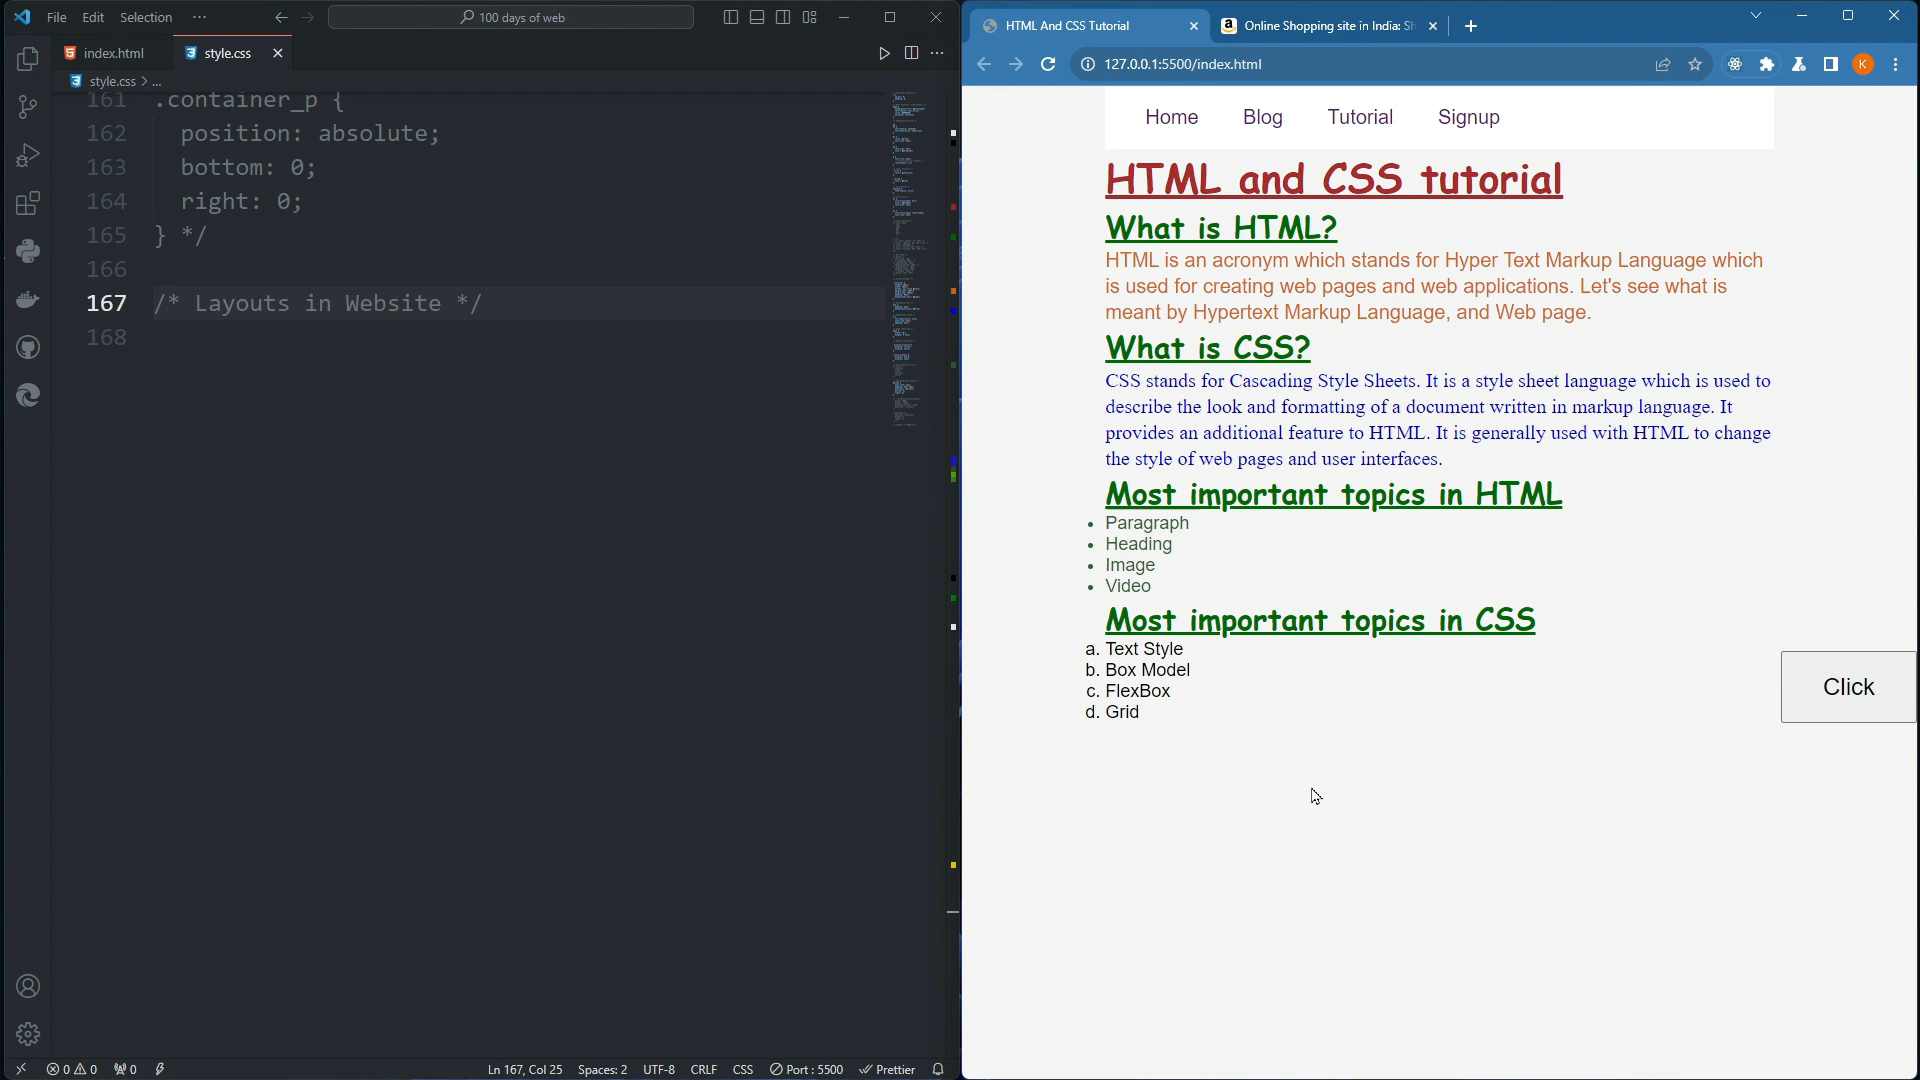 File Edit Selection ···
100 days of web
index.html
style.css
style.css > ...
161 .container_p {
162 position: absolute;
163 bottom: 0;
164 right: 0;
165 } */
166
167 /* Layouts in Website */
168
0 0 0
Ln 167, Col 25 Spaces: 2 UTF-8 CRLF CSS Port : 5500 Prettier
HTML And CSS Tutorial
Online Shopping site in India: Sh
127.0.0.1:5500/index.html
K
Home Blog Tutorial Signup
HTML and CSS tutorial
What is HTML?
HTML is an acronym which stands for Hyper Text Markup Language which
is used for creating web pages and web applications. Let's see what is
meant by Hypertext Markup Language, and Web page.
What is CSS?
CSS stands for Cascading Style Sheets. It is a style sheet language which is used to
describe the look and formatting of a document written in markup language. It
provides an additional feature to HTML. It is generally used with HTML to change
the style of web pages and user interfaces.
Most important topics in HTML
• Paragraph
• Heading
• Image
• Video
Most important topics in CSS
a. Text Style
b. Box Model
c. FlexBox
d. Grid
Click